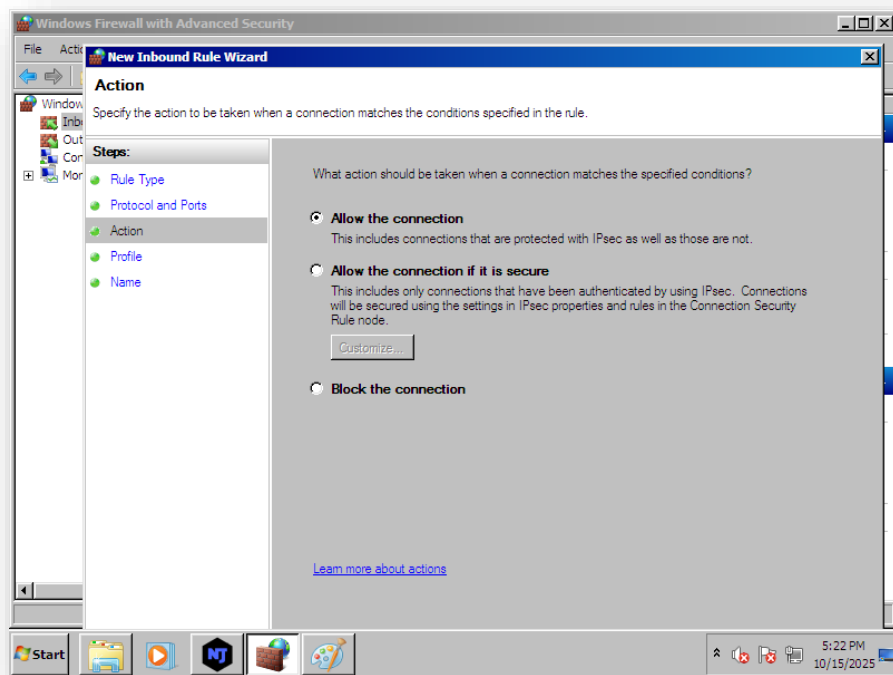 Windows Firewall with Advanced Security
File
New Inbound Rule Wizard
Action
Specify the action to be taken when a connection matches the conditions specified in the rule.
Steps:
Rule Type
Protocol and Ports
Action
Profile
Name
What action should be taken when a connection matches the specified conditions?
Allow the connection
This includes connections that are protected with IPsec as well as those are not.
Allow the connection if it is secure
This includes only connections that have been authenticated by using IPsec. Connections
will be secured using the settings in IPsec properties and rules in the Connection Security
Rule node.
Customize...
Block the connection
Learn more about actions
Start
NJ
5:22 PM
10/15/2025